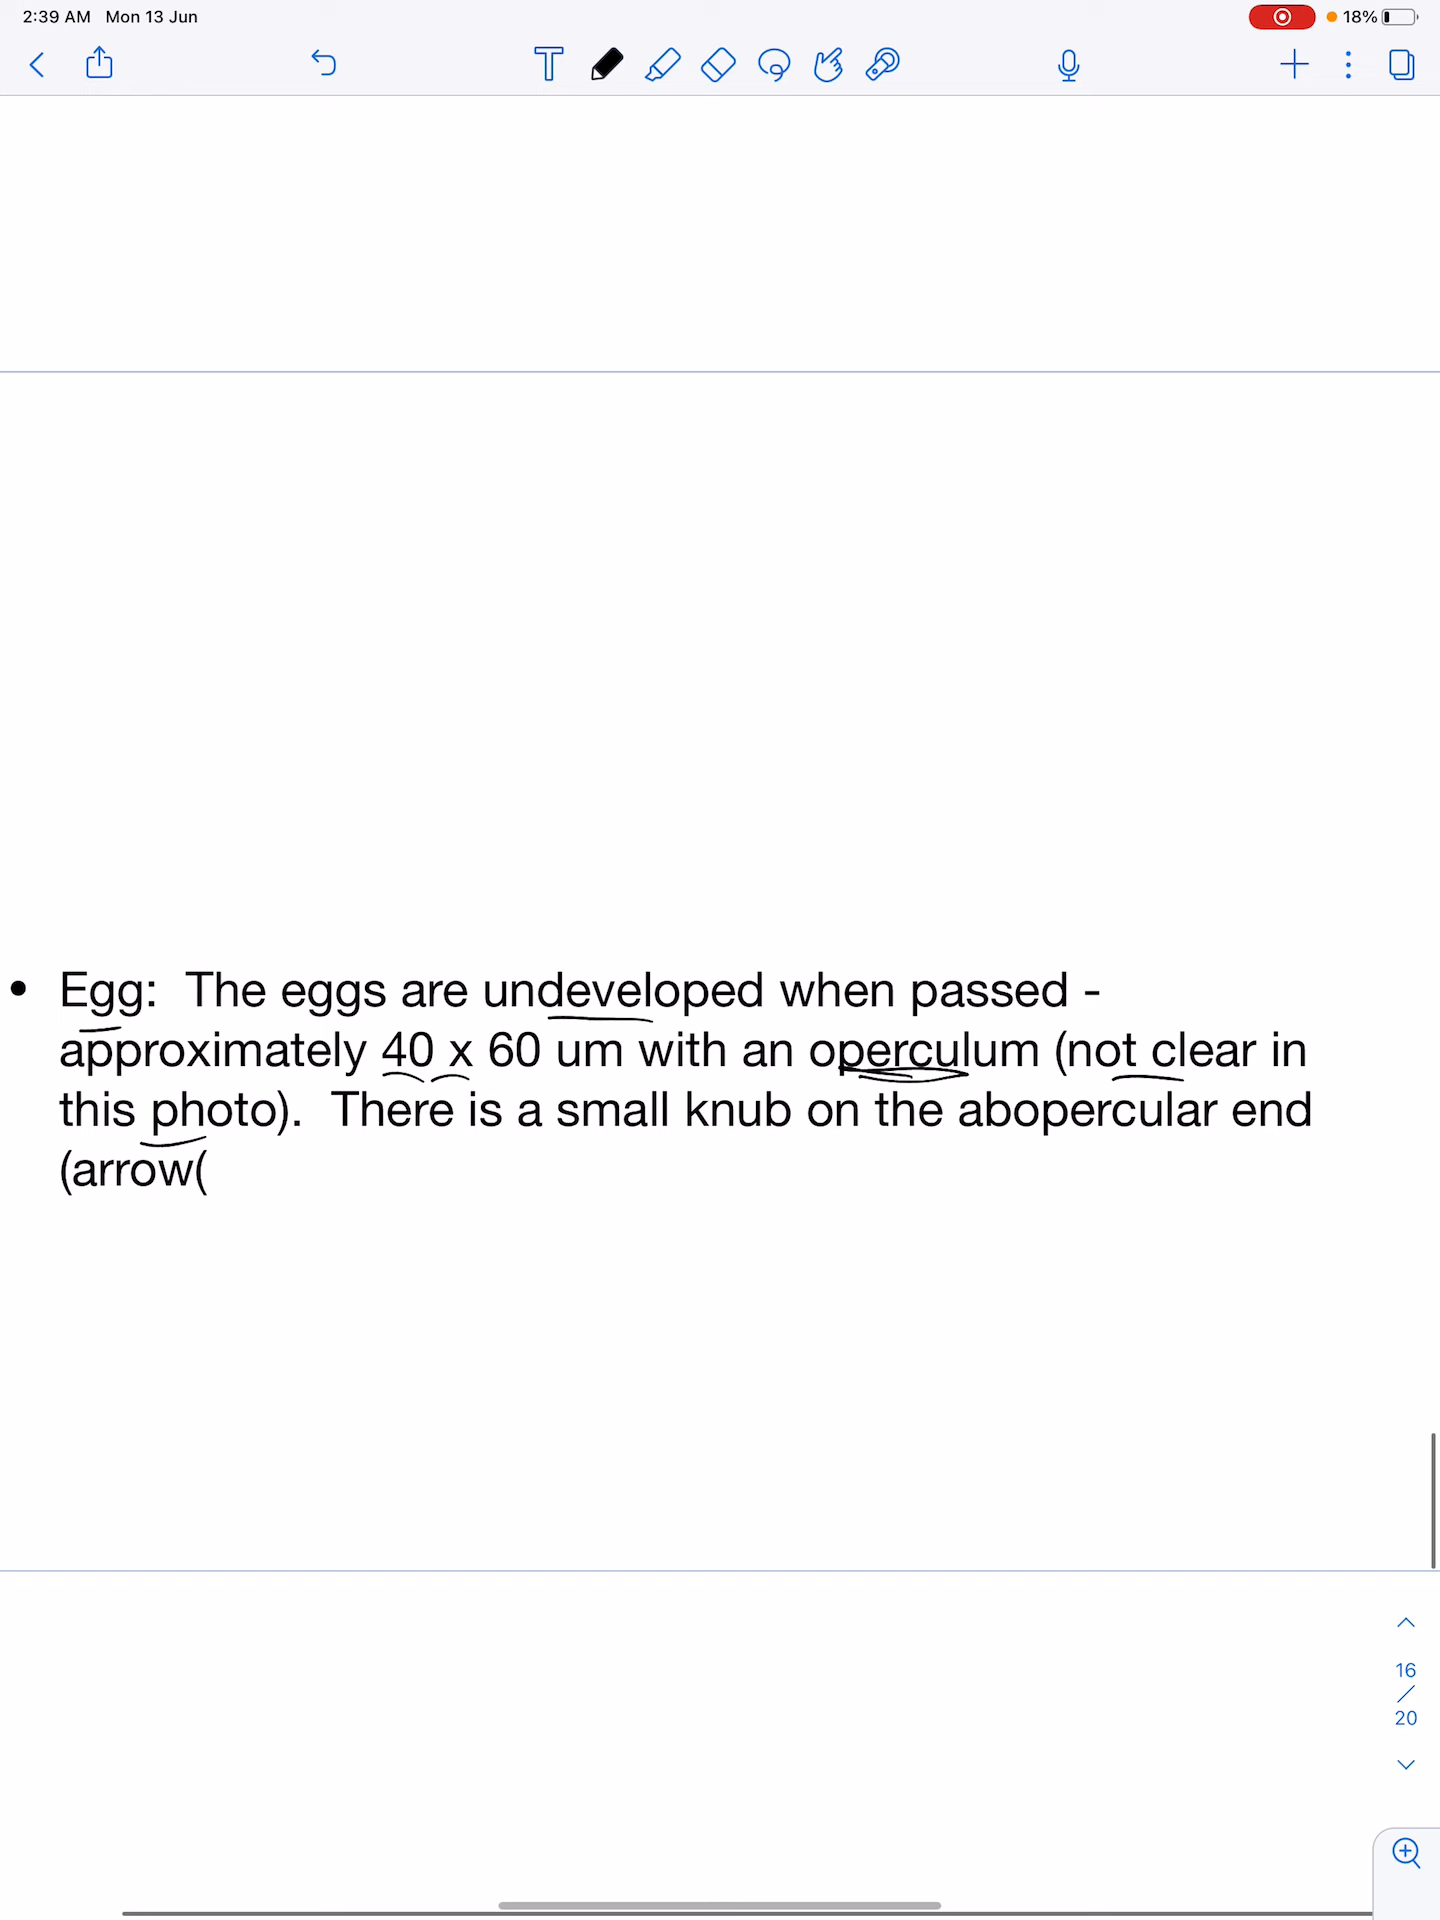 2:39 AM Mon 13 Jun
18%
• Egg: The eggs are undeveloped when passed -
approximately 40 x 60 um with an operculum (not clear in
this photo). There is a small knub on the abopercular end
(arrow(
16
/
20